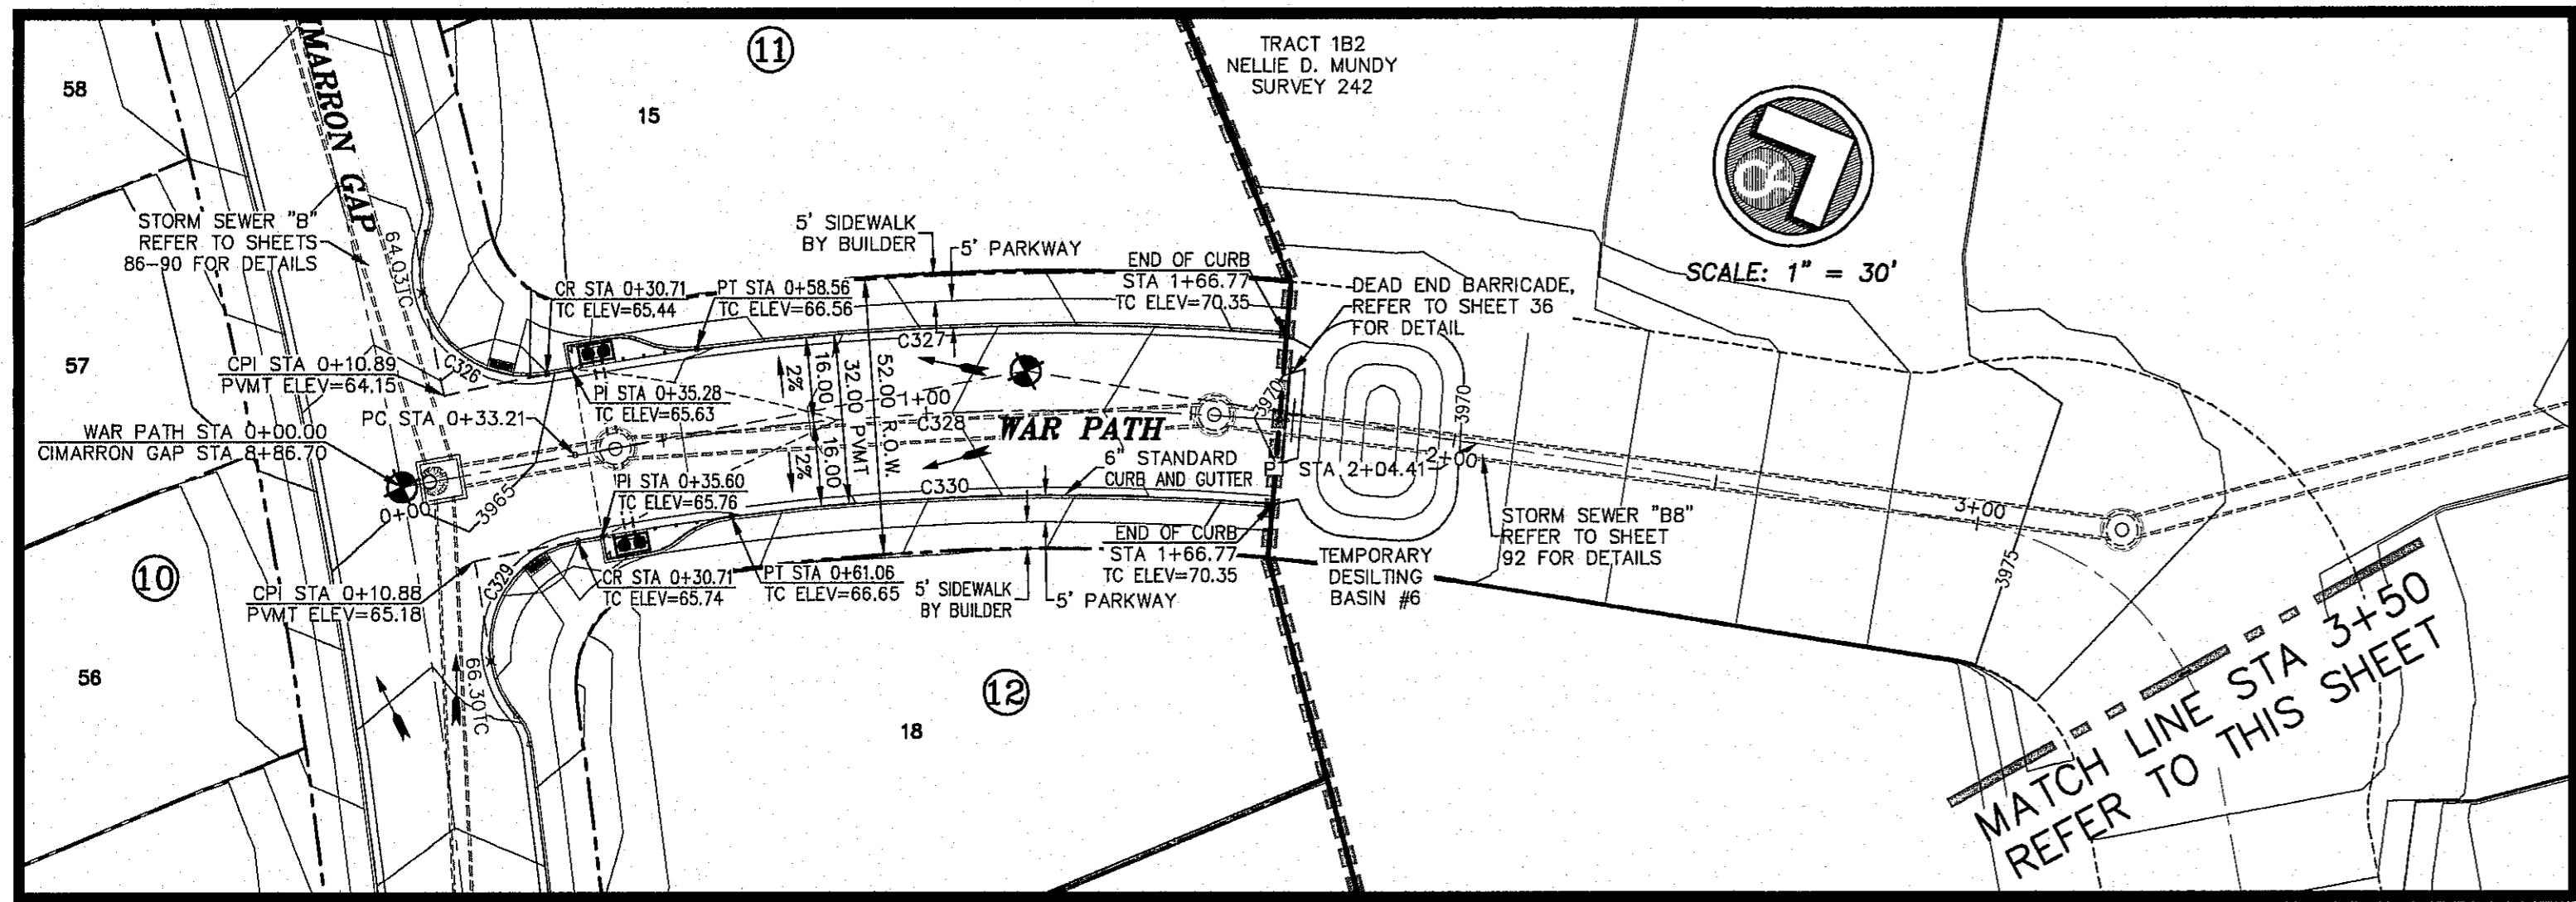 58
MARRON GAP
11
15
TRACT 1B2
NELLIE D. MUNDY
SURVEY 242
STORM SEWER "B"
REFER TO SHEETS
86-90 FOR DETAILS
64.03TC
5' SIDEWALK
BY BUILDER
5' PARKWAY
END OF CURB
STA 1+66.77
TC ELEV=70.35
SCALE: 1" = 30'
DEAD END BARRICADE,
REFER TO SHEET 36
FOR DETAIL
CR STA 0+30.71
TC ELEV=65.44
PT STA 0+58.56
TC ELEV=66.56
57
CPI STA 0+10.89
PVMT ELEV=64.15
C326
C327
PI STA 0+35.28
TC ELEV=65.63
2%
16.00
32.00 PVMT
52.00 R.O.W.
2%
16.00
1+00
C328
WAR PATH
3970
3970
PC STA 0+33.21
WAR PATH STA 0+00.00
CIMARRON GAP STA 8+86.70
0+00
3965
PI STA 0+35.60
TC ELEV=65.76
C330
6" STANDARD
CURB AND GUTTER
P
STA 2+04.41
2+00
3+00
STORM SEWER "B8"
REFER TO SHEET
92 FOR DETAILS
10
CPI STA 0+10.88
PVMT ELEV=65.18
C329
CR STA 0+30.71
TC ELEV=65.74
PT STA 0+61.06
TC ELEV=66.65
5' SIDEWALK
BY BUILDER
5' PARKWAY
END OF CURB
STA 1+66.77
TC ELEV=70.35
TEMPORARY
DESILTING
BASIN #6
3975
56
66.30TC
12
18
MATCH LINE STA 3+50
REFER TO THIS SHEET